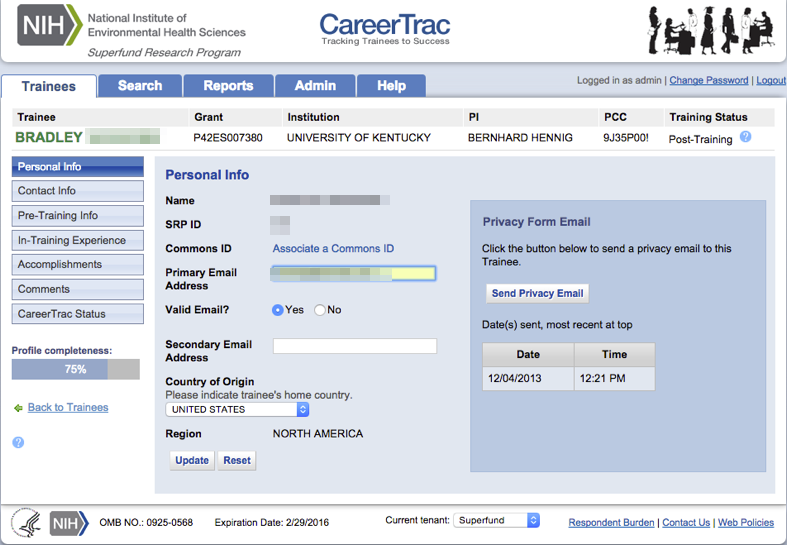 NIH
National Institute of
Environmental Health Sciences
Superfund Research Program
CareerTrac
Tracking Trainees to Success
Trainees Search Reports Admin Help
Logged in as admin | Change Password | Logout
Trainee Grant Institution PI PCC Training Status
BRADLEY P42ES007380 UNIVERSITY OF KENTUCKY BERNHARD HENNIG 9J35P00! Post-Training ?
Personal Info
Contact Info
Pre-Training Info
In-Training Experience
Accomplishments
Comments
CareerTrac Status
Profile completeness:
75%
Back to Trainees
?
Personal Info
Name
SRP ID
Commons ID Associate a Commons ID
Primary Email
Address
Valid Email? Yes No
Secondary Email
Address
Country of Origin
Please indicate trainee's home country.
UNITED STATES
Region NORTH AMERICA
Update Reset
Privacy Form Email
Click the button below to send a privacy email to this
Trainee.
Send Privacy Email
Date(s) sent, most recent at top
Date Time
12/04/2013 12:21 PM
NIH OMB NO.: 0925-0568 Expiration Date: 2/29/2016 Current tenant: Superfund Respondent Burden | Contact Us | Web Policies